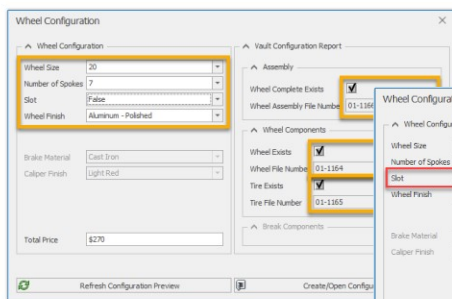 Wheel Configuration
Wheel Configuration
Wheel Size 20
Number of Spokes 7
Slot False
Wheel Finish Aluminum - Polished
Brake Material Cast Iron
Caliper Finish Light Red
Total Price $270
Refresh Configuration Preview
Vault Configuration Report
Assembly
Wheel Complete Exists
Wheel Assembly File Number 01-1166
Wheel Components
Wheel Exists
Wheel File Number 01-1164
Tire Exists
Tire File Number 01-1165
Break Components
Create/Open Configu
Wheel Configurat
Wheel Configu
Wheel Size
Number of Spokes
Slot
Wheel Finish
Brake Material
Caliper Finish